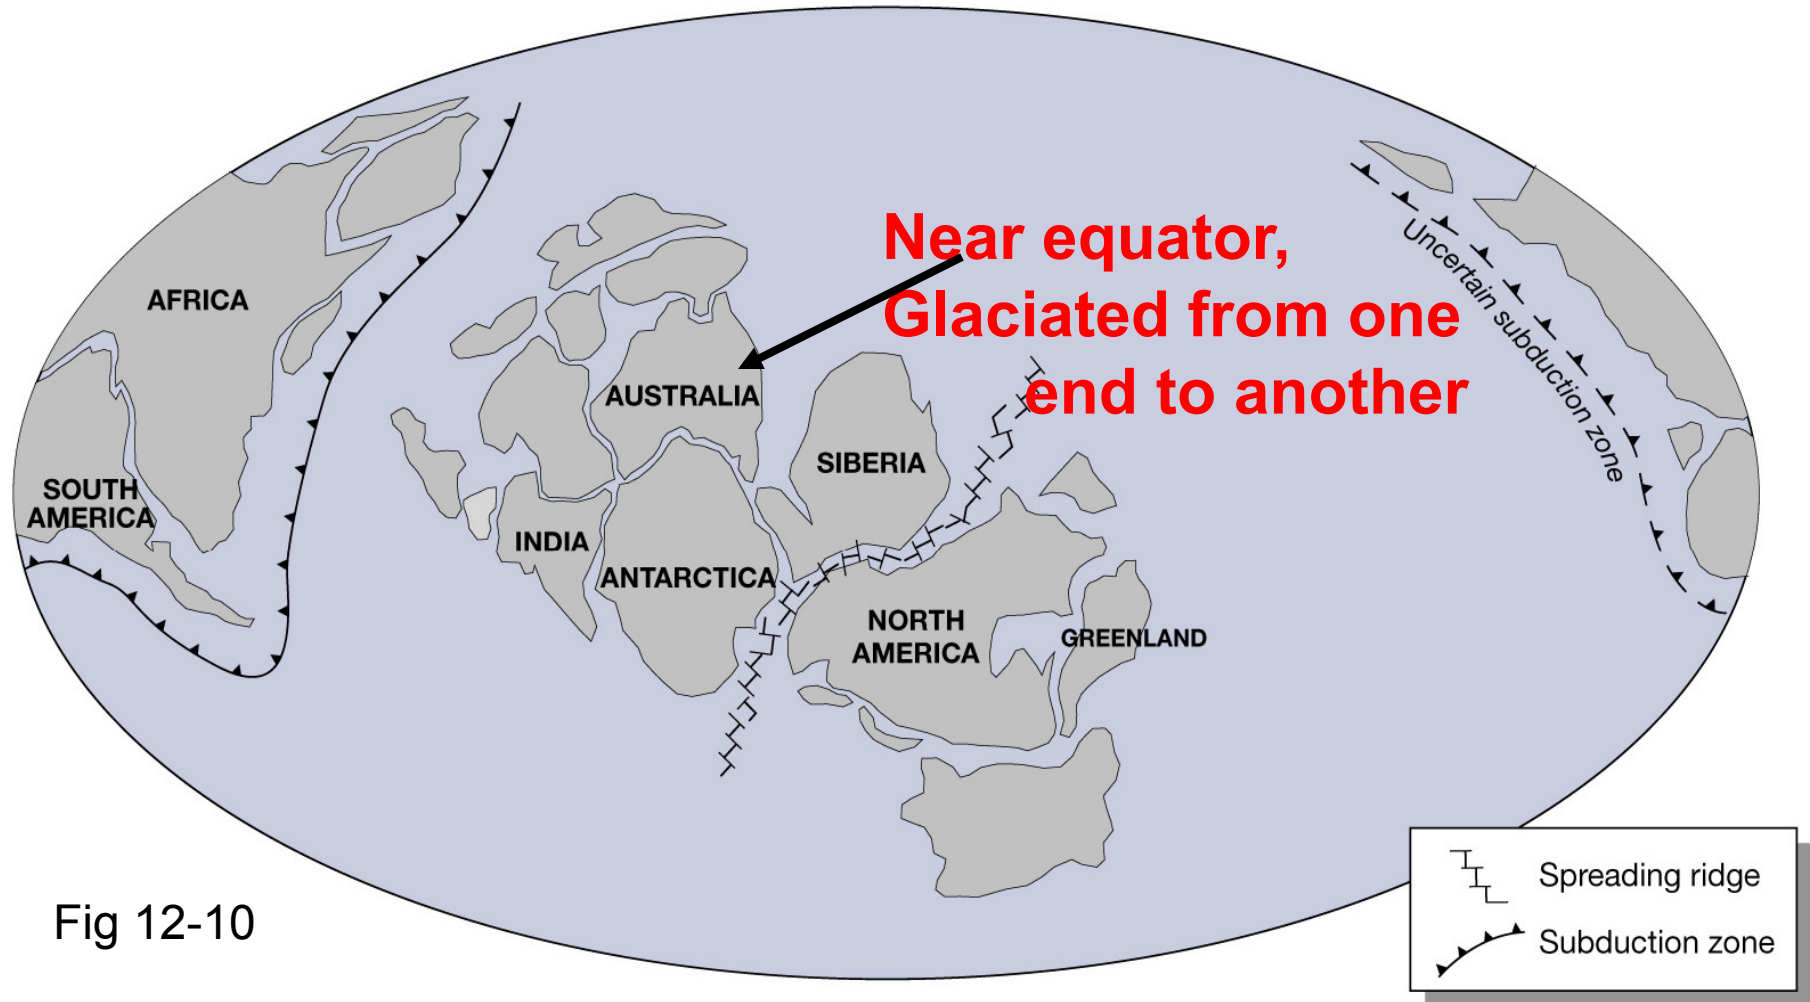 Near equator,
Glaciated from one
end to another
Uncertain subduction zone
AFRICA
AUSTRALIA
SIBERIA
SOUTH
AMERICA
INDIA
ANTARCTICA
NORTH
AMERICA
GREENLAND
Fig 12-10
Spreading ridge
Subduction zone